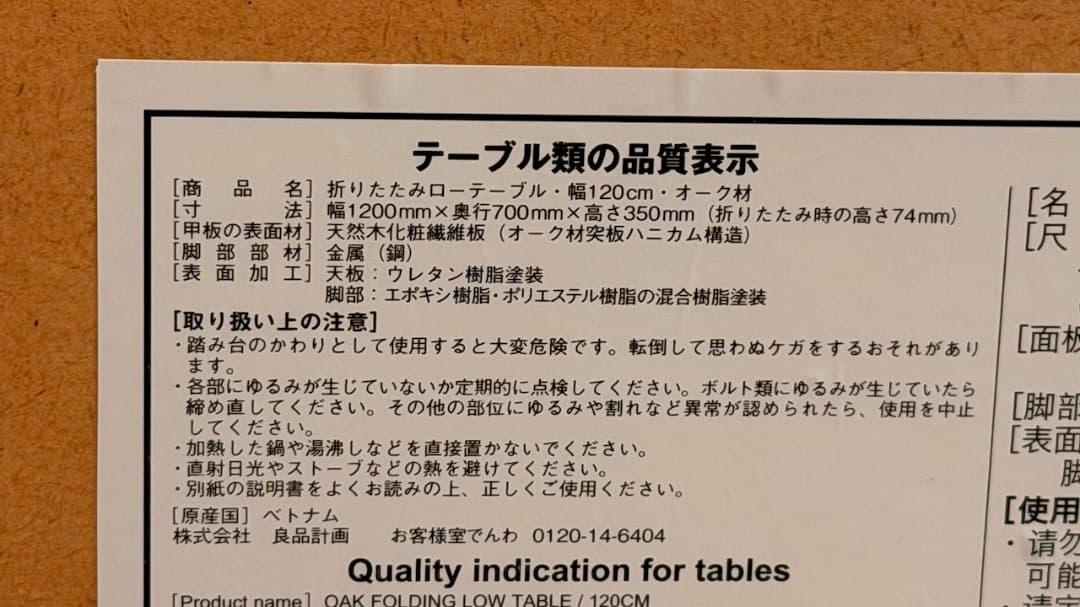 テーブル類の品質表示
[商品名] 折りたたみローテーブル・幅120cm・オーク材
[寸法] 幅1200mm×奥行700mm×高さ350mm（折りたたみ時の高さ74mm）
[甲板の表面材] 天然木化粧繊維板（オーク材突板ハニカム構造）
[脚部部材] 金属（鋼）
[表面加工] 天板：ウレタン樹脂塗装
脚部：エポキシ樹脂・ポリエステル樹脂の混合樹脂塗装
[取り扱い上の注意]
・踏み台のかわりとして使用すると大変危険です。転倒して思わぬケガをするおそれがあり
ます。
・各部にゆるみが生じていないか定期的に点検してください。ボルト類にゆるみが生じていたら
締め直してください。その他の部位にゆるみや割れなど異常が認められたら、使用を中止
してください。
・加熱した鍋や湯沸しなどを直接置かないでください。
・直射日光やストーブなどの熱を避けてください。
・別紙の説明書をよくお読みの上、正しくご使用ください。
[原産国] ベトナム
株式会社 良品計画 お客様室でんわ 0120-14-6404
Quality indication for tables
[Product name] OAK FOLDING LOW TABLE / 120CM
[名
[尺
[面板
[脚部
[表面
脚
[使用
・请勿
可能